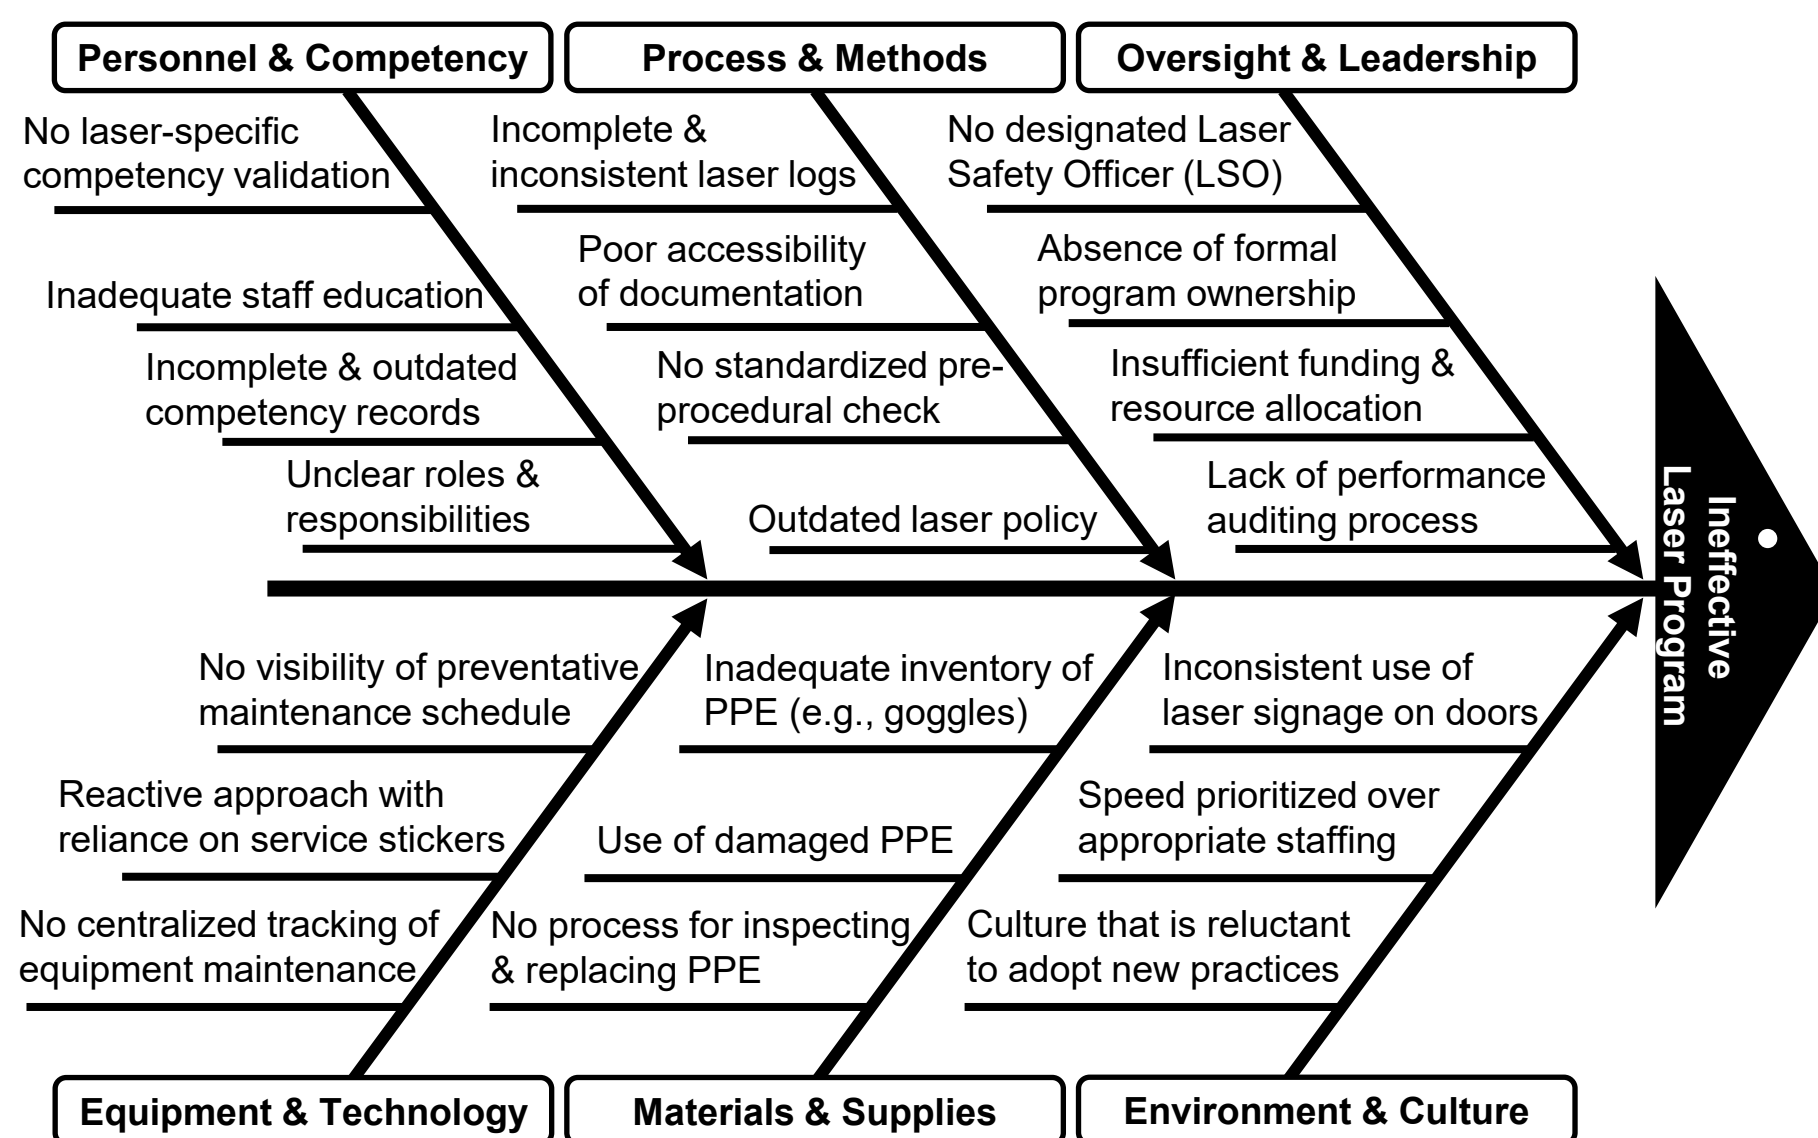 Personnel & Competency
No laser-specific
competency validation
Inadequate staff education
Incomplete & outdated
competency records
Unclear roles &
responsibilities
Process & Methods
Incomplete &
inconsistent laser logs
Poor accessibility
of documentation
No standardized pre-
procedural check
Outdated laser policy
Oversight & Leadership
No designated Laser
Safety Officer (LSO)
Absence of formal
program ownership
Insufficient funding &
resource allocation
Lack of performance
auditing process
Ineffective
Laser Program
No visibility of preventative
maintenance schedule
Reactive approach with
reliance on service stickers
No centralized tracking of
equipment maintenance
Equipment & Technology
Inadequate inventory of
PPE (e.g., goggles)
Use of damaged PPE
No process for inspecting
& replacing PPE
Materials & Supplies
Inconsistent use of
laser signage on doors
Speed prioritized over
appropriate staffing
Culture that is reluctant
to adopt new practices
Environment & Culture